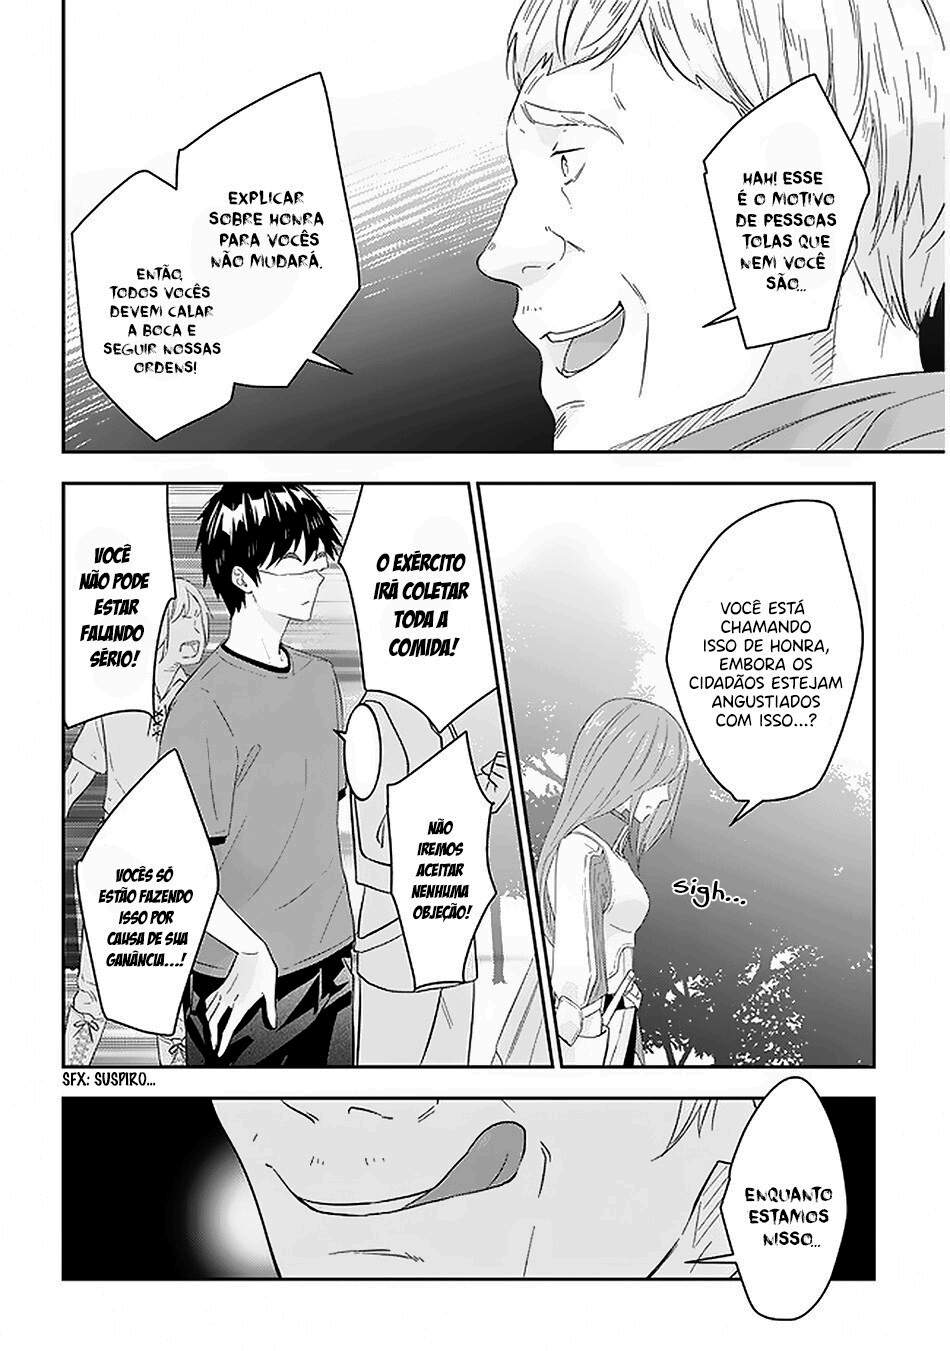 HAH! ESSE
É O MOTIVO
DE PESSOAS
TOLAS QUE
NEM VOCÊ
SÃO...
EXPLICAR
SOBRE HONRA
PARA VOCÊS
NÃO MUDARÁ.
ENTÃO,
TODOS VOCÊS
DEVEM CALAR
A BOCA E
SEGUIR NOSSAS
ORDENS!
VOCÊ ESTÁ
CHAMANDO
ISSO DE HONRA,
EMBORA OS
CIDADÃOS ESTEJAM
ANGUSTIADOS
COM ISSO...?
sigh...
O EXÉRCITO
IRÁ COLETAR
TODA A
COMIDA!
VOCÊ
NÃO PODE
ESTAR
FALANDO
SÉRIO!
NÃO
IREMOS
ACEITAR
NENHUMA
OBJEÇÃO!
VOCÊS SÓ
ESTÃO FAZENDO
ISSO POR
CAUSA DE SUA
GANÂNCIA...!
SFX: SUSPIRO...
ENQUANTO
ESTAMOS
NISSO...